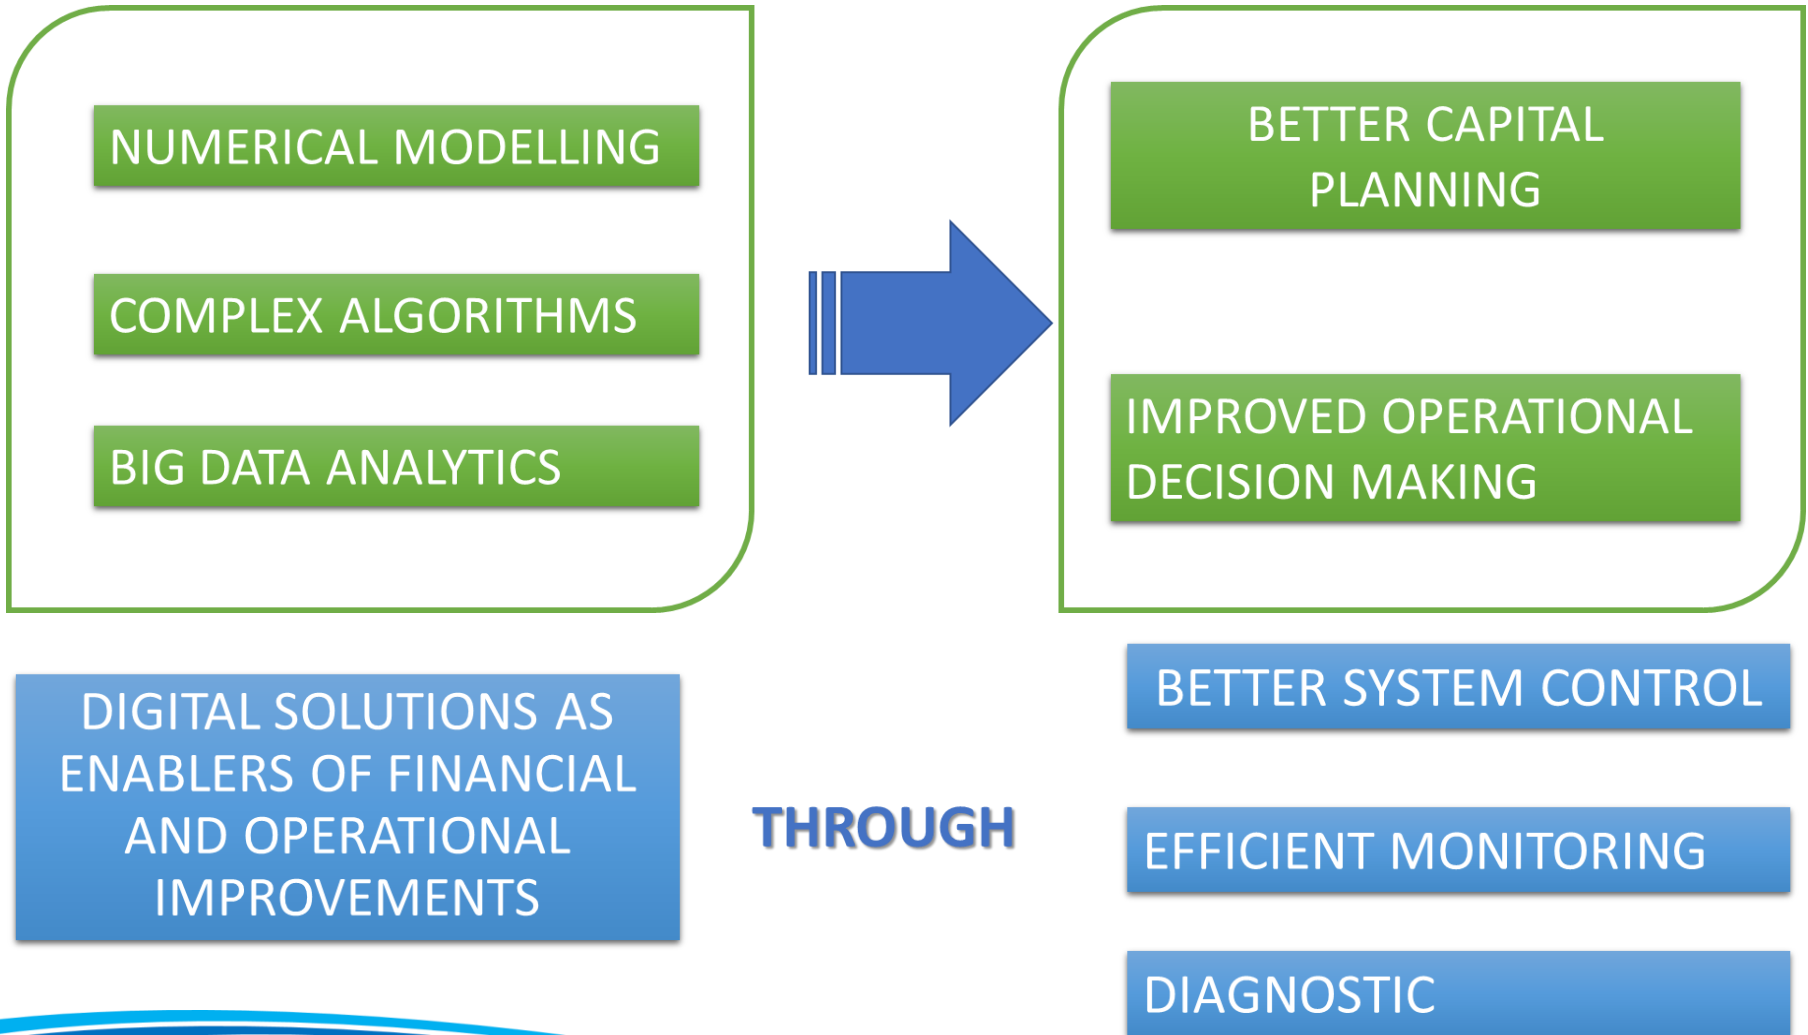 NUMERICAL MODELLING
COMPLEX ALGORITHMS
BIG DATA ANALYTICS
BETTER CAPITAL
PLANNING
IMPROVED OPERATIONAL
DECISION MAKING
DIGITAL SOLUTIONS AS
ENABLERS OF FINANCIAL
AND OPERATIONAL
IMPROVEMENTS
THROUGH
BETTER SYSTEM CONTROL
EFFICIENT MONITORING
DIAGNOSTIC